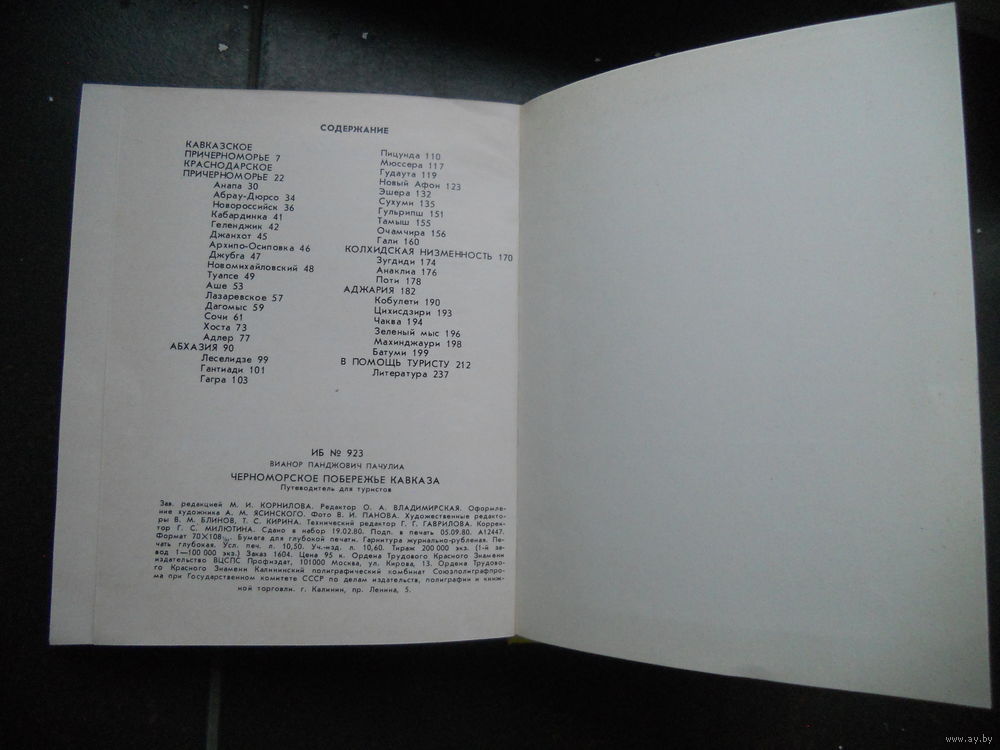 СОДЕРЖАНИЕ
КАВКАЗСКОЕ
ПРИЧЕРНОМОРЬЕ 7
КРАСНОДАРСКОЕ
ПРИЧЕРНОМОРЬЕ 22
Анапа 30
Абрау-Дюрсо 34
Новороссийск 36
Кабардинка 41
Геленджик 42
Джанхот 45
Архипо-Осиповка 46
Джубга 47
Новомихайловский 48
Туапсе 49
Аше 53
Лазаревское 57
Дагомыс 59
Сочи 61
Хоста 73
Адлер 77
АБХАЗИЯ 90
Леселидзе 99
Гантиади 101
Гагра 103
Пицунда 110
Мюссера 117
Гудаута 119
Новый Афон 123
Эшера 132
Сухуми 135
Гульрипш 151
Тамыш 155
Очамчира 156
Гали 160
КОЛХИДСКАЯ НИЗМЕННОСТЬ 170
Зугдиди 174
Анаклиа 176
Поти 178
АДЖАРИЯ 182
Кобулети 190
Цихисдзири 193
Чаква 194
Зеленый мыс 196
Махинджаури 198
Батуми 199
В ПОМОЩЬ ТУРИСТУ 212
Литература 237
ИБ № 923
ВИАНОР ПАНДЖОВИЧ ПАЧУЛИА
ЧЕРНОМОРСКОЕ ПОБЕРЕЖЬЕ КАВКАЗА
Путеводитель для туристов
Зав. редакцией М. И. КОРНИЛОВА. Редактор О. А. ВЛАДИМИРСКАЯ. Оформле-
ние художника А. М. ЯСИНСКОГО. Фото В. И. ПАНОВА. Художественные редакто-
ры В. М. БЛИНОВ, Т. С. КИРИНА. Технический редактор Г. Г. ГАВРИЛОВА. Коррек-
тор Г. С. МИЛЮТИНА. Сдано в набор 19.02.80. Подп. в печать 05.09.80. А12447.
Формат 70×108 Бумага для глубокой печати. Гарнитура журнально-рубленая. Пе-
чать глубокая. Усл. печ. л. 10,50. Уч.-изд. л. 10,60. Тираж 200 000 экз. (1-й за-
вод 1—100 000 экз.) Заказ 1604. Цена 95 к. Ордена Трудового Красного Знамени
издательство ВЦСПС Профиздат, 101000 Москва, ул. Кирова, 13. Ордена Трудово-
го Красного Знамени Калининский полиграфический комбинат Союзполиграфпро-
ма при Государственном комитете СССР по делам издательств, полиграфии и книж-
ной торговли. г. Калинин, пр. Ленина, 5.
www.ay.by